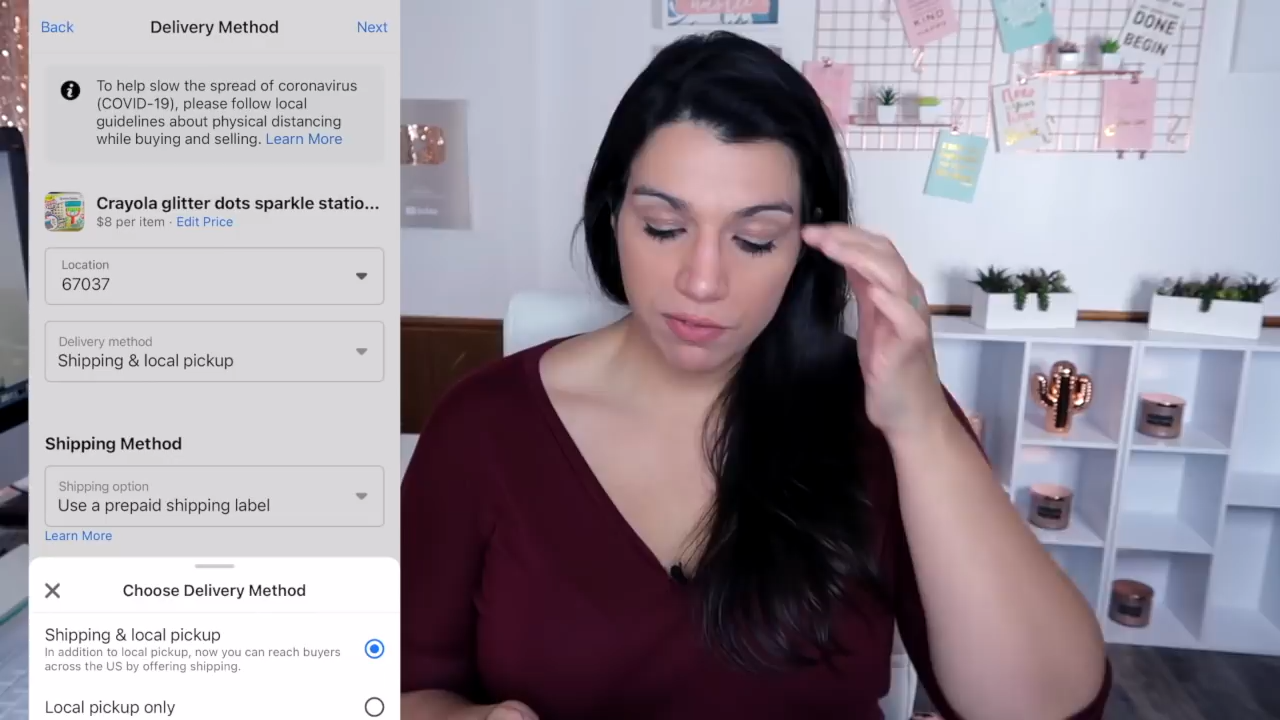 Back
Delivery Method
Next
To help slow the spread of coronavirus
(COVID-19), please follow local
guidelines about physical distancing
while buying and selling. Learn More
Crayola glitter dots sparkle statio...
$8 per item · Edit Price
Location
67037
Delivery method
Shipping & local pickup
Shipping Method
Shipping option
Use a prepaid shipping label
Learn More
Choose Delivery Method
Shipping & local pickup
In addition to local pickup, now you can reach buyers
across the US by offering shipping.
Local pickup only
KIND
DONE
BEGIN